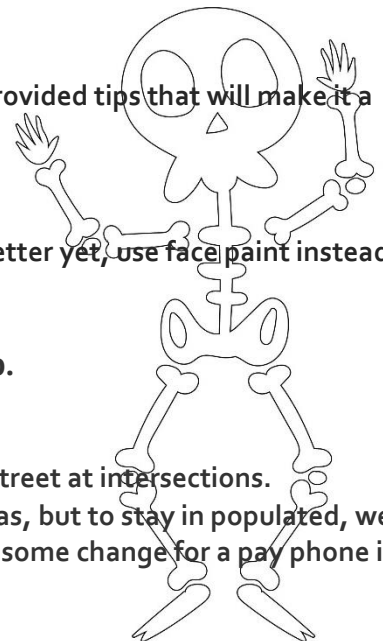 rovided tips that will make it a
etter yet, use face paint instead
o.
treet at intersections.
as, but to stay in populated, we
some change for a pay phone i